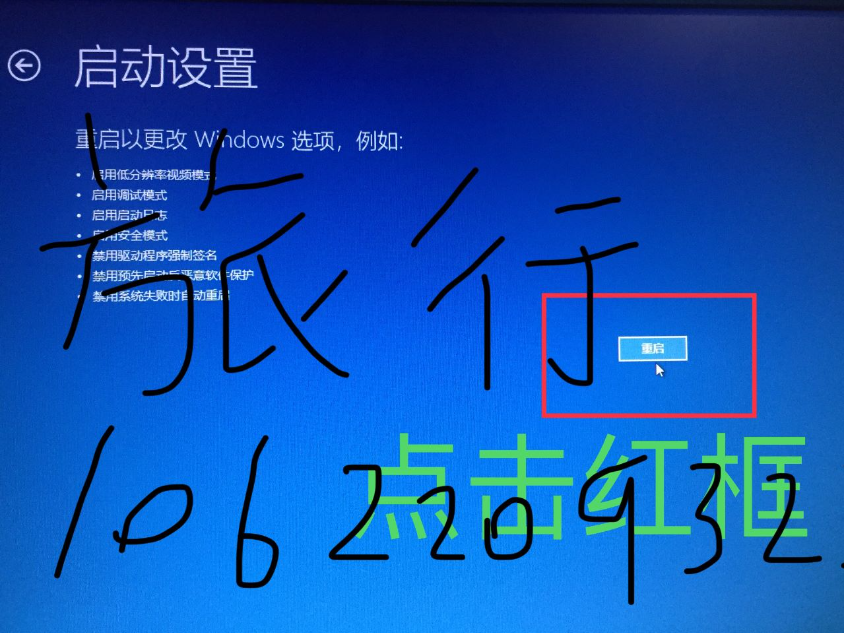 启动设置
重启以更改 Windows 选项，例如:
启用低分辨率视频模式
启用调试模式
启用启动日志
启用安全模式
禁用驱动程序强制签名
禁用预先启动反恶意软件保护
禁用系统失败时自动重启
旅行
重启
点击红框
106220932